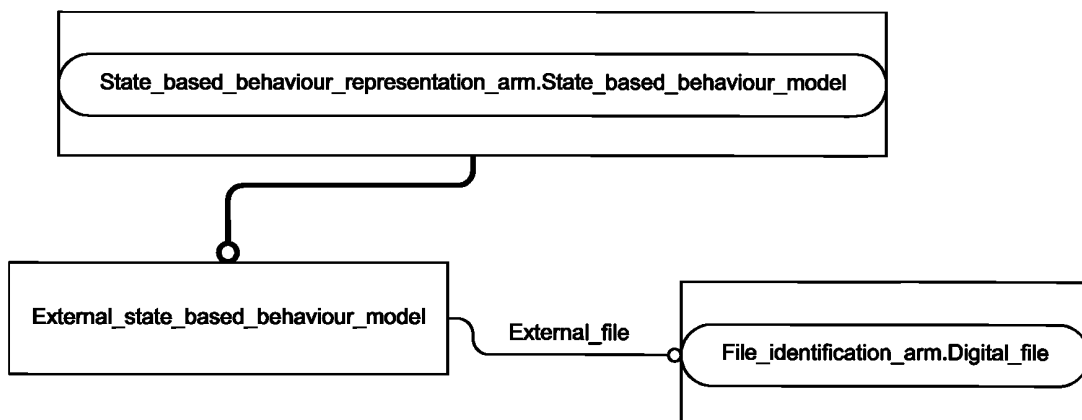 State_based_behaviour_representation_arm.State_based_behaviour_model
External_state_based_behaviour_model
External_file
File_identification_arm.Digital_file